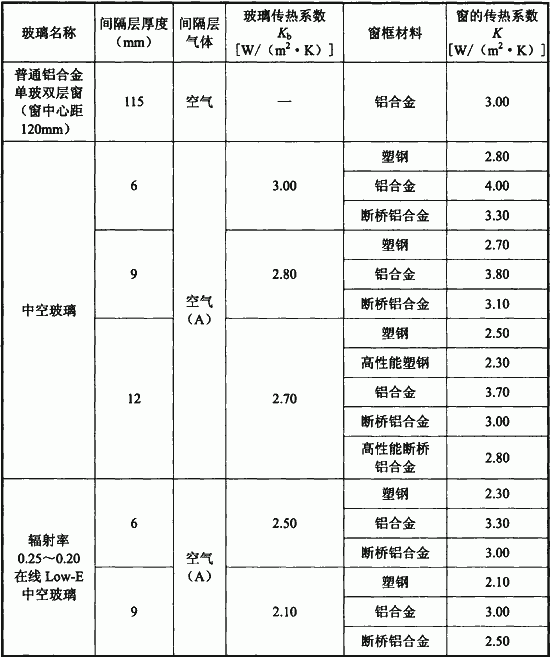 玻璃名称
间隔层厚度
（mm）
间隔层
气体
玻璃传热系数
Kb
[W/（m²·K）]
窗框材料
窗的传热系数
K
[W/（m²·K）]
普通铝合金
单玻双层窗
（窗中心距
120mm）
115
空气
—
铝合金
3.00
中空玻璃
6
空气
（A）
3.00
塑钢
2.80
铝合金
4.00
断桥铝合金
3.30
9
2.80
塑钢
2.70
铝合金
3.80
断桥铝合金
3.10
12
2.70
塑钢
2.50
高性能塑钢
2.30
铝合金
3.70
断桥铝合金
3.00
高性能断桥
铝合金
2.80
辐射率
0.25～0.20
在线 Low-E
中空玻璃
6
空气
（A）
2.50
塑钢
2.30
铝合金
3.30
断桥铝合金
3.00
9
2.10
塑钢
2.10
铝合金
3.00
断桥铝合金
2.50